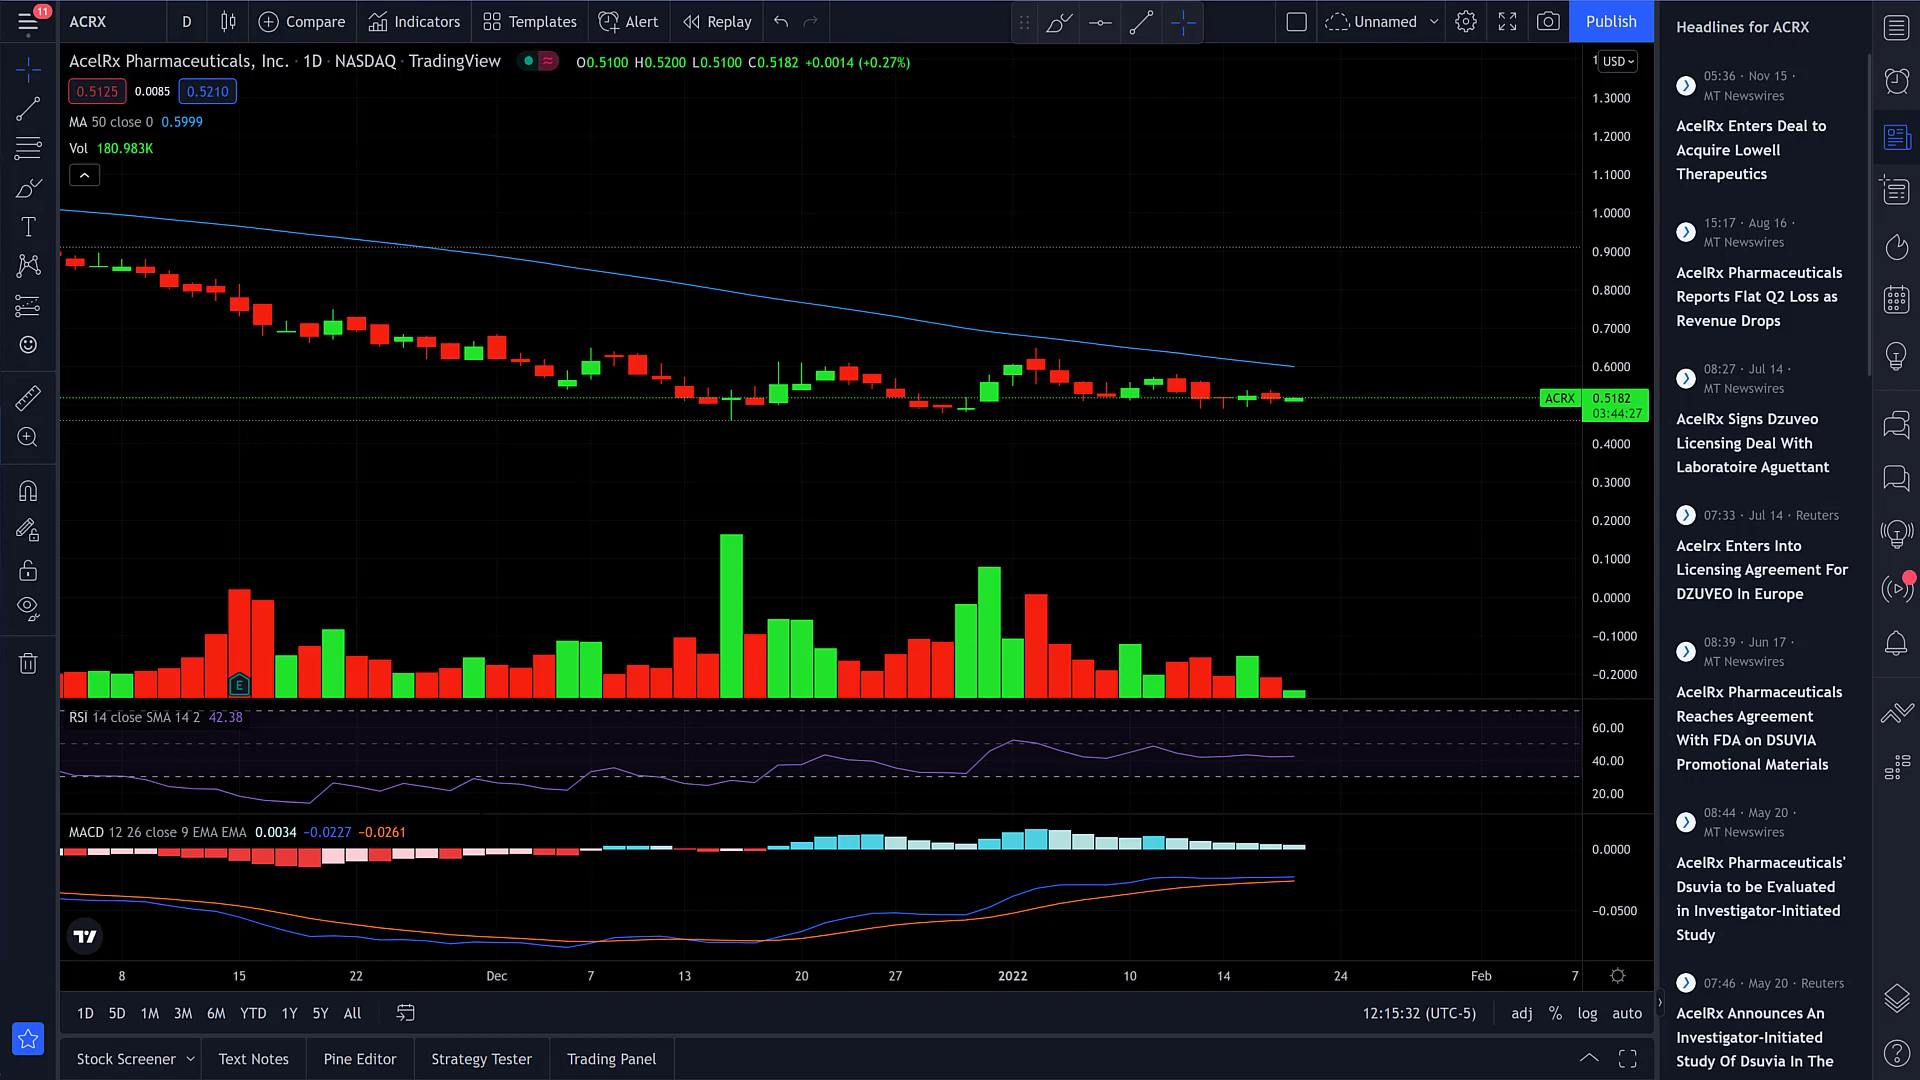 11
ACRX
D
Compare
Indicators
Templates
Alert
Replay
Unnamed
Publish
AcelRx Pharmaceuticals, Inc. · 1D · NASDAQ · TradingView
≈
O0.5100 H0.5200 L0.5100 C0.5182 +0.0014 (+0.27%)
0.5125 0.0085 0.5210
MA 50 close 0 0.5999
Vol 180.983K
USD
1.3000
1.2000
1.1000
1.0000
0.9000
0.8000
0.7000
0.6000
ACRX 0.5182
03:44:27
0.4000
0.3000
0.2000
0.1000
0.0000
−0.1000
−0.2000
E
RSI 14 close SMA 14 2 42.38
60.00
40.00
20.00
MACD 12 26 close 9 EMA EMA 0.0034 −0.0227 −0.0261
0.0000
−0.0500
8 15 22 Dec 7 13 20 27 2022 10 14 24 Feb 7
1D 5D 1M 3M 6M YTD 1Y 5Y All
12:15:32 (UTC-5) adj % log auto
Stock Screener
Text Notes
Pine Editor
Strategy Tester
Trading Panel
Headlines for ACRX
05:36 · Nov 15 ·
MT Newswires
AcelRx Enters Deal to
Acquire Lowell
Therapeutics
15:17 · Aug 16 ·
MT Newswires
AcelRx Pharmaceuticals
Reports Flat Q2 Loss as
Revenue Drops
08:27 · Jul 14 ·
MT Newswires
AcelRx Signs Dzuveo
Licensing Deal With
Laboratoire Aguettant
07:33 · Jul 14 · Reuters
Acelrx Enters Into
Licensing Agreement For
DZUVEO In Europe
08:39 · Jun 17 ·
MT Newswires
AcelRx Pharmaceuticals
Reaches Agreement
With FDA on DSUVIA
Promotional Materials
08:44 · May 20 ·
MT Newswires
AcelRx Pharmaceuticals'
Dsuvia to be Evaluated
in Investigator-Initiated
Study
07:46 · May 20 · Reuters
AcelRx Announces An
Investigator-Initiated
Study Of Dsuvia In The